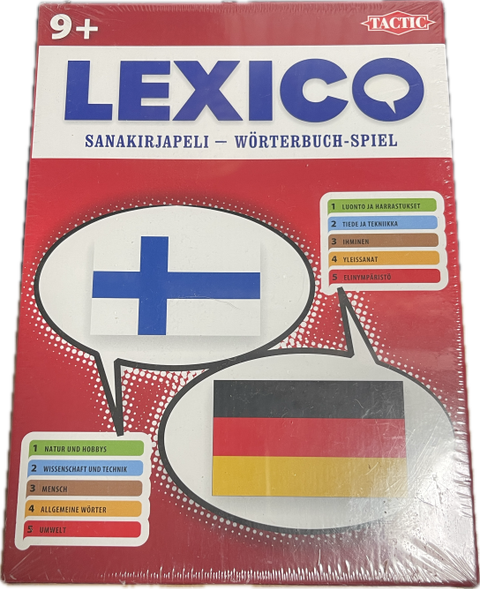 9+
TACTIC
LEXICO
SANAKIRJAPELI – WÖRTERBUCH-SPIEL
1 LUONTO JA HARRASTUKSET
2 TIEDE JA TEKNIIKKA
3 IHMINEN
4 YLEISSANAT
5 ELINYMPÄRISTÖ
1 NATUR UND HOBBYS
2 WISSENSCHAFT UND TECHNIK
3 MENSCH
4 ALLGEMEINE WÖRTER
5 UMWELT